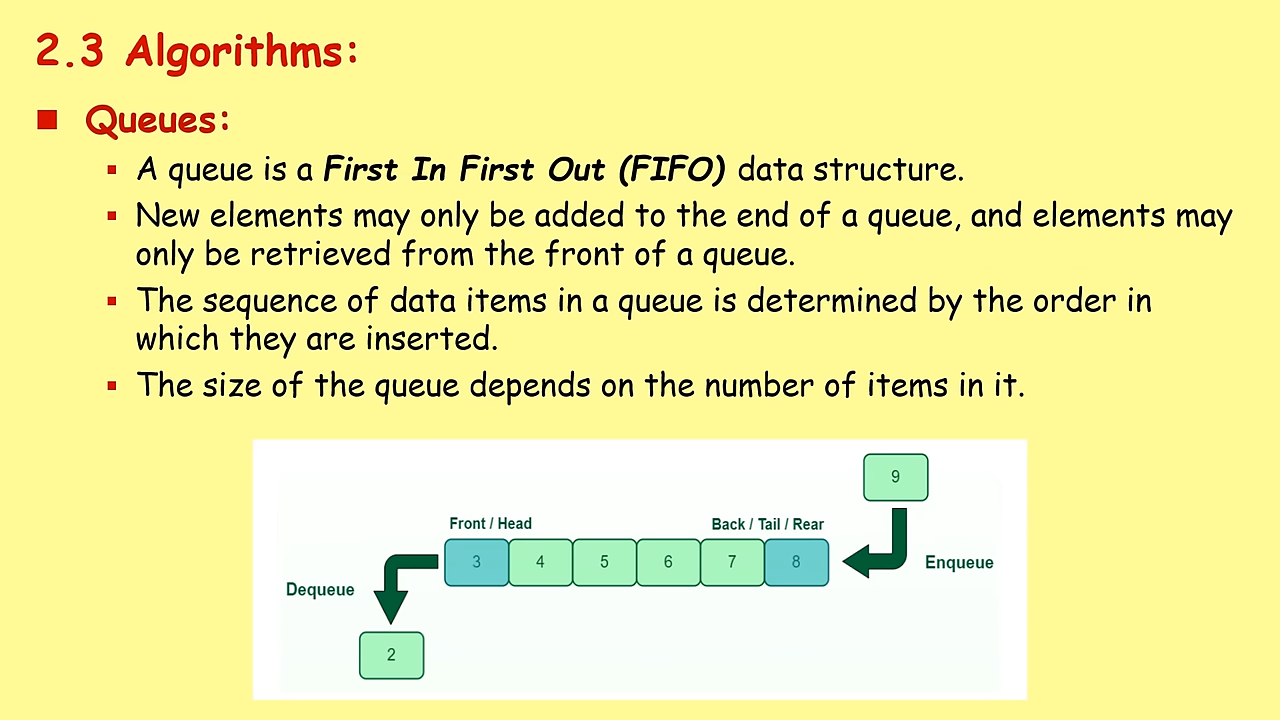 2.3 Algorithms:
Queues:
A queue is a First In First Out (FIFO) data structure.
New elements may only be added to the end of a queue, and elements may
only be retrieved from the front of a queue.
The sequence of data items in a queue is determined by the order in
which they are inserted.
The size of the queue depends on the number of items in it.
9
Front / Head
Back / Tail / Rear
3 4 5 6 7 8
Enqueue
Dequeue
2